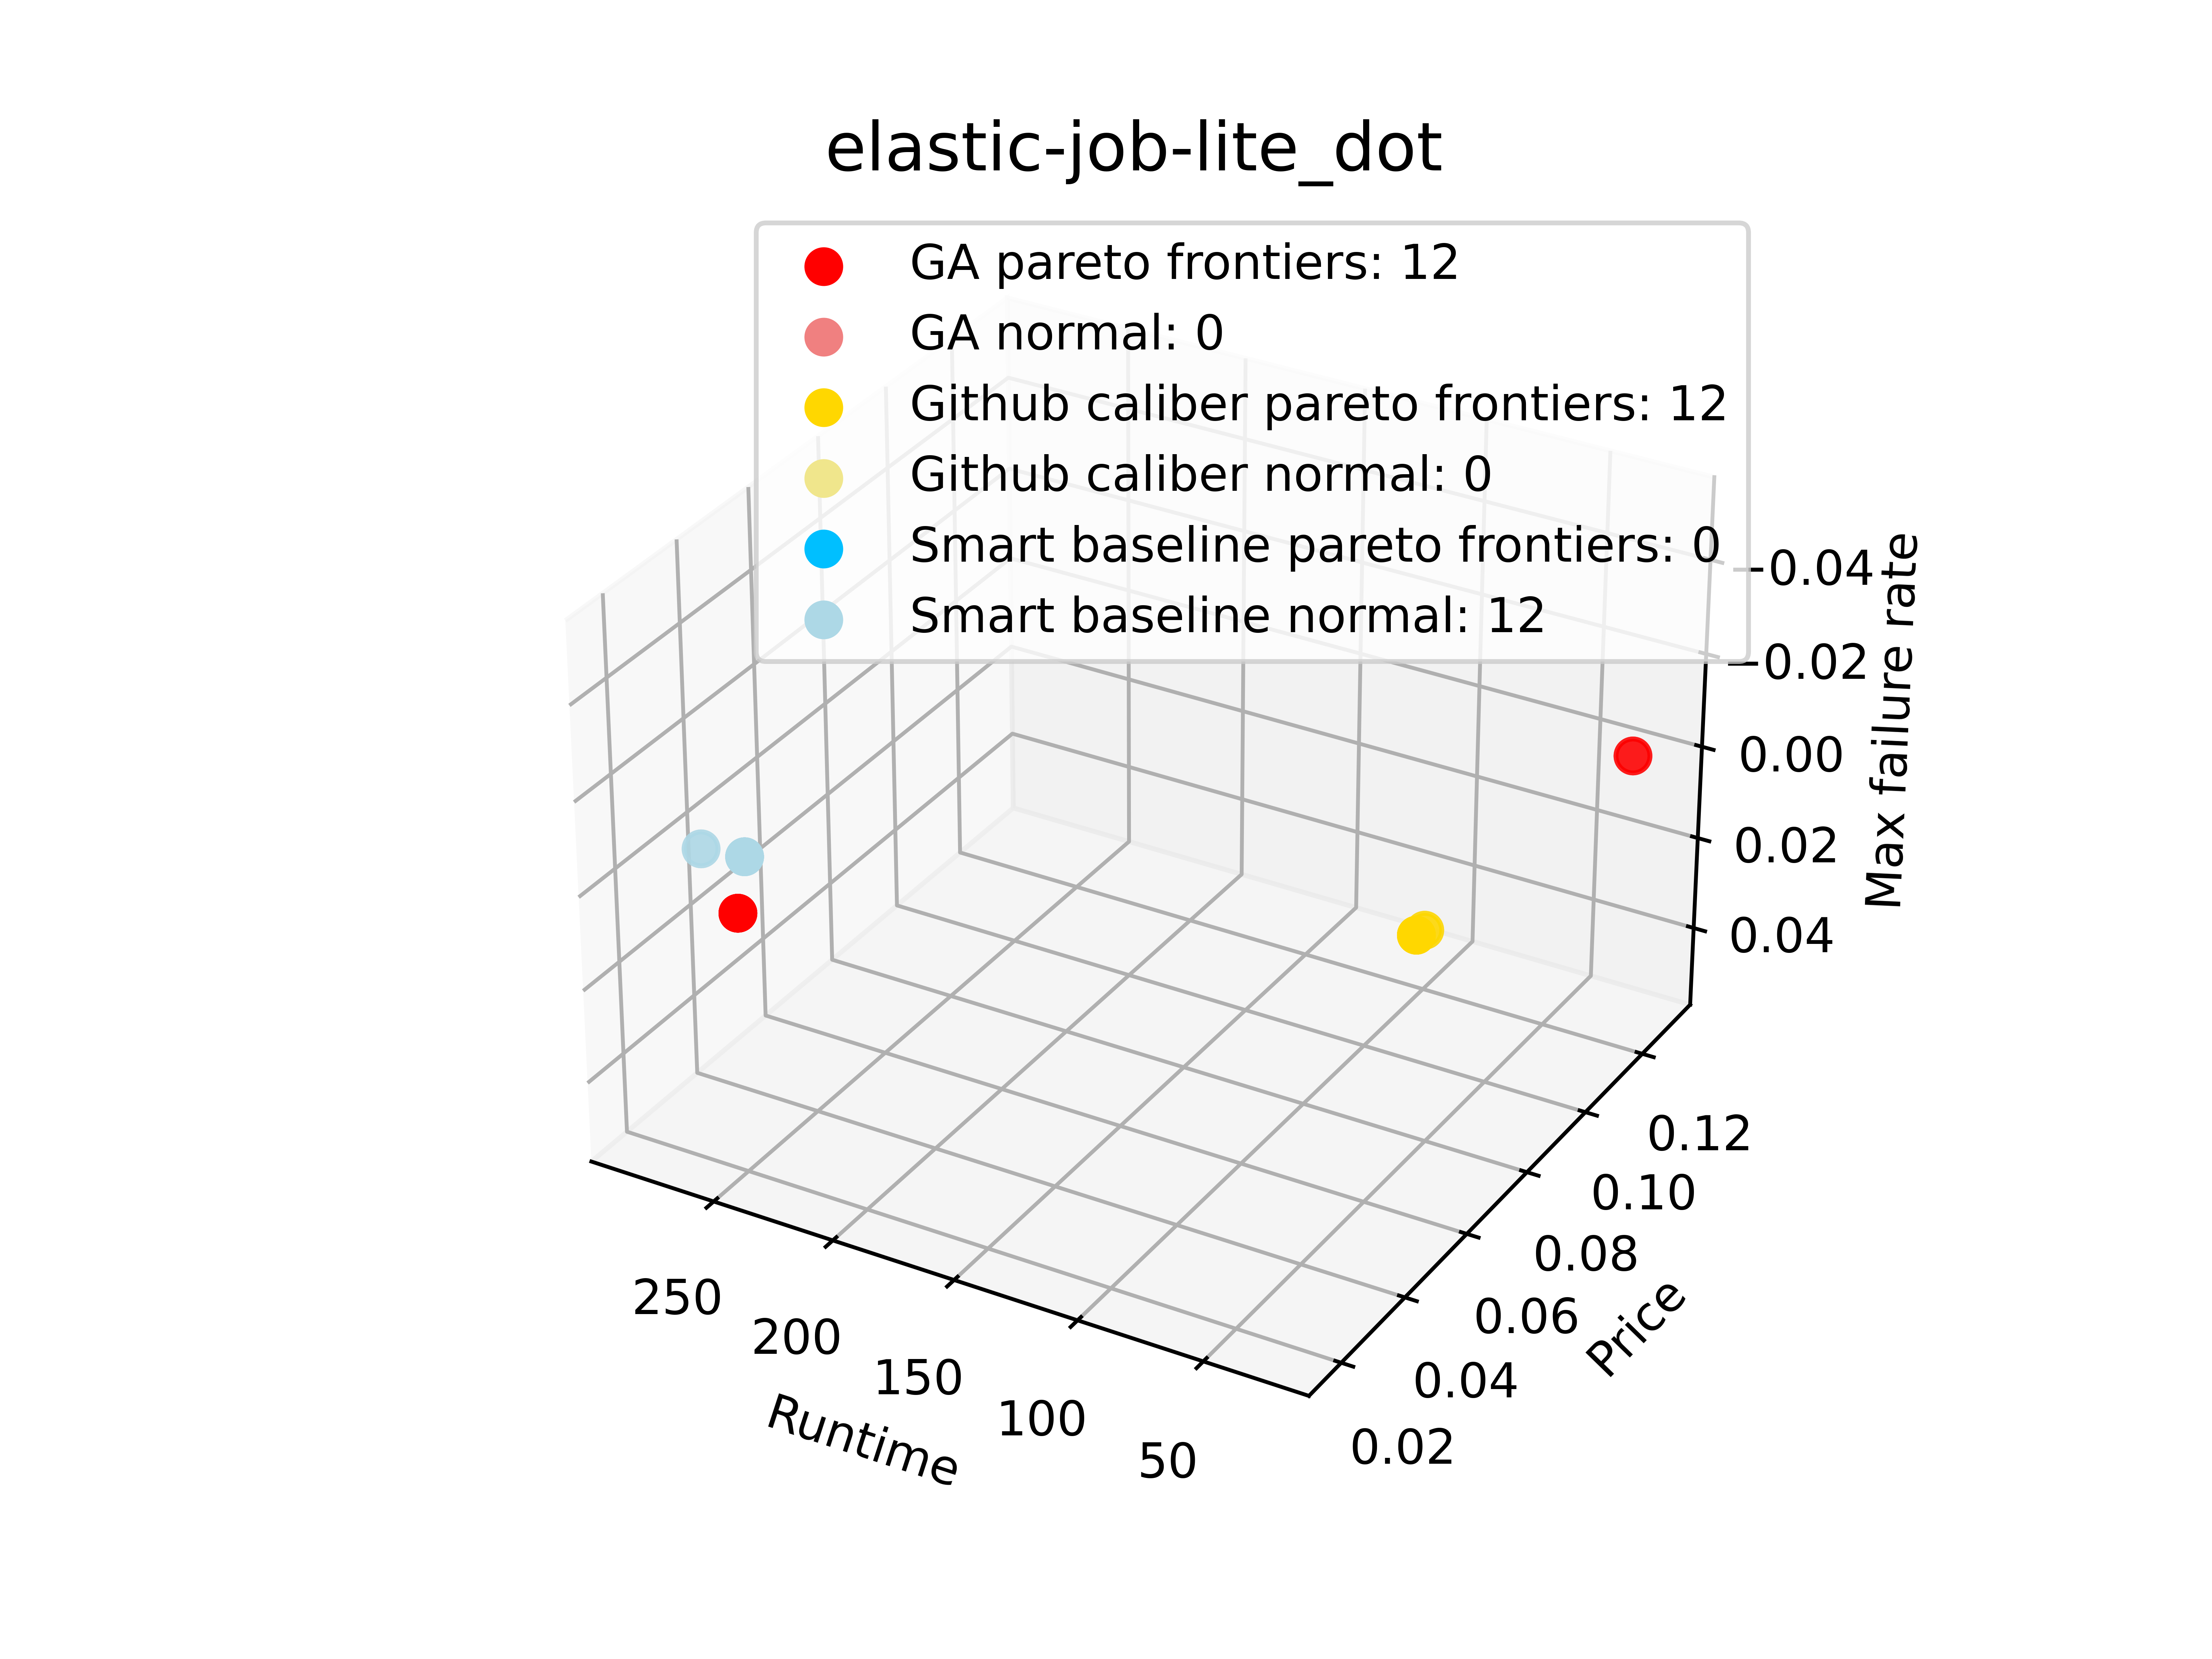 elastic-job-lite_dot
GA pareto frontiers: 12
GA normal: 0
Github caliber pareto frontiers: 12
Github caliber normal: 0
Smart baseline pareto frontiers: 0
Smart baseline normal: 12
−0.04
−0.02
0.00
0.02
0.04
Max failure rate
0.12
0.10
0.08
0.06
0.04
0.02
Price
250
200
150
100
50
Runtime